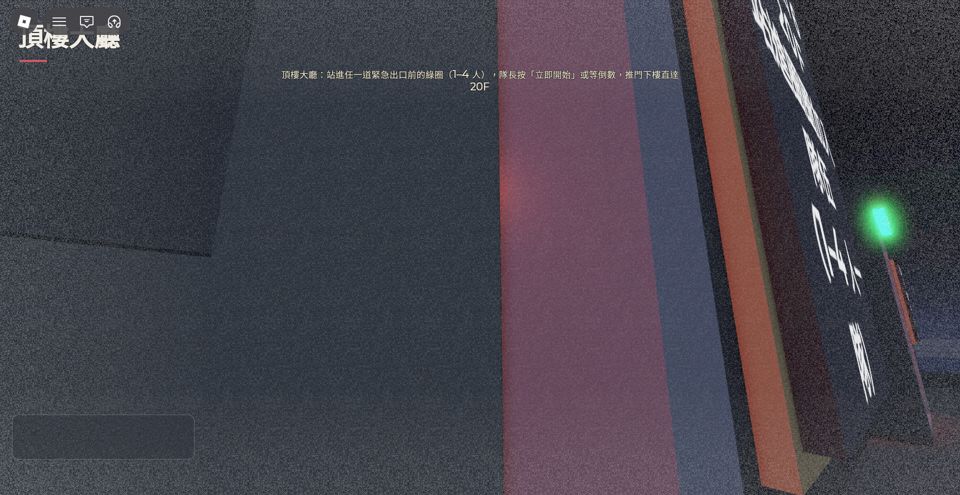 頂樓大廳
頂樓大廳：站進任一道緊急出口前的綠圈（1–4 人），隊長按「立即開始」或等倒數，推門下樓直達
20F